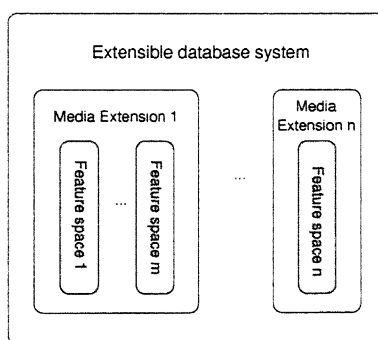 Extensible database system
Media Extension 1
Media
Extension n
Feature space 1
...
Feature space m
...
Feature space n